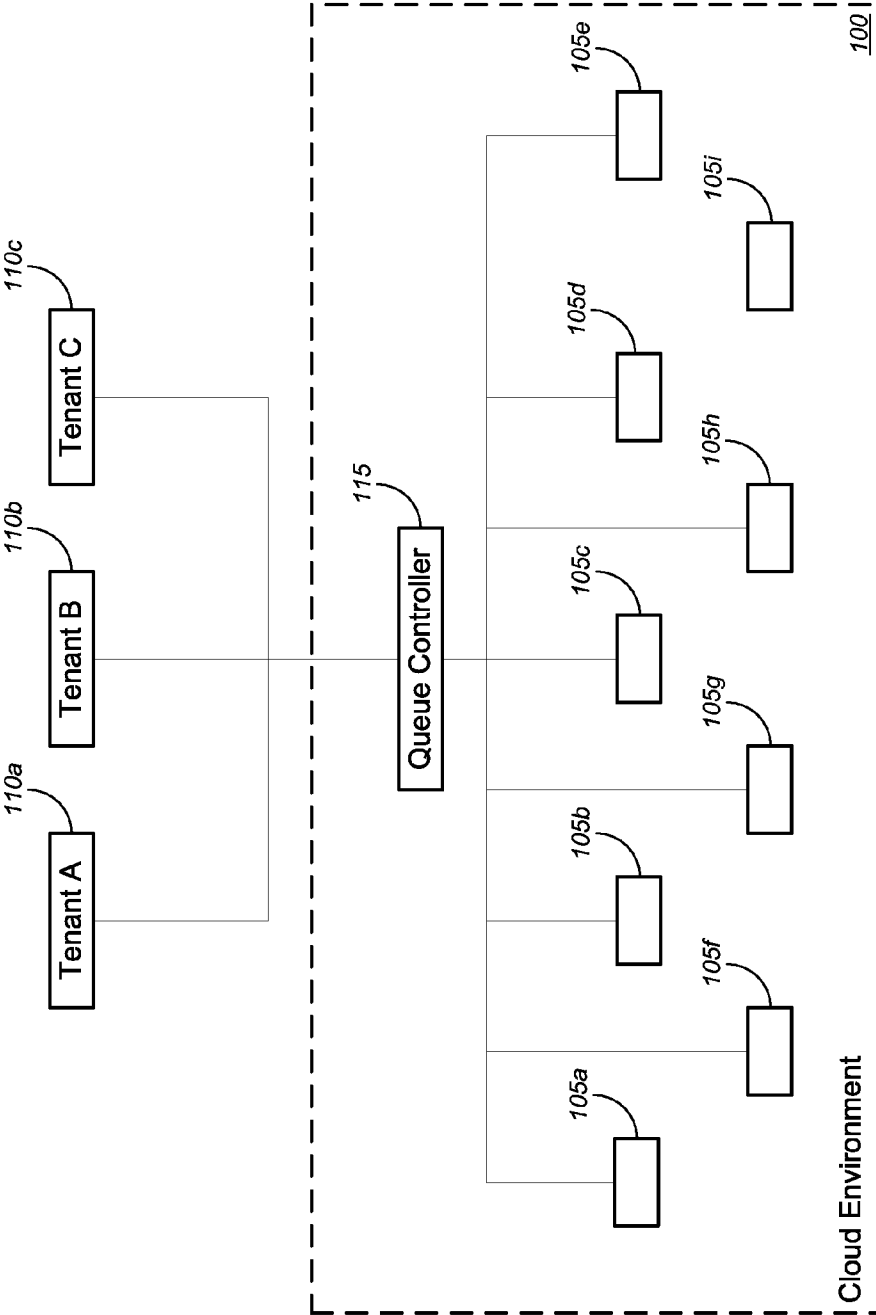 110a
110b
110c
Tenant A
Tenant B
Tenant C
115
Queue Controller
105a
105b
105c
105d
105e
105f
105g
105h
105i
Cloud Environment
100